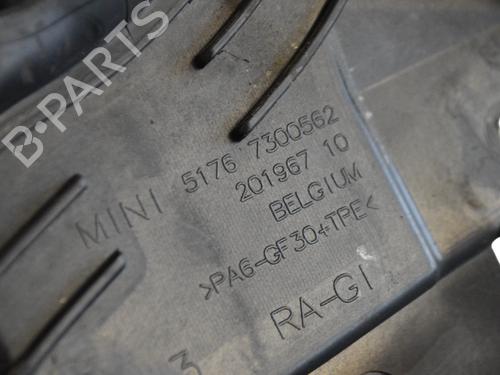 B-PARTS
MINI 5176 7300562
201967 10
BELGIUM
>PA6-GF30+TPE<
3 RA-GI